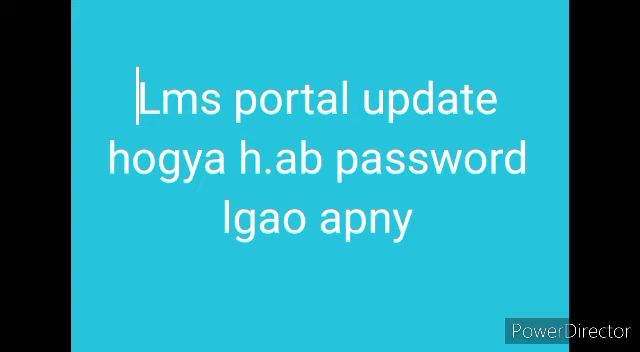 Lms portal update
hogya h.ab password
lgao apny
PowerDirector